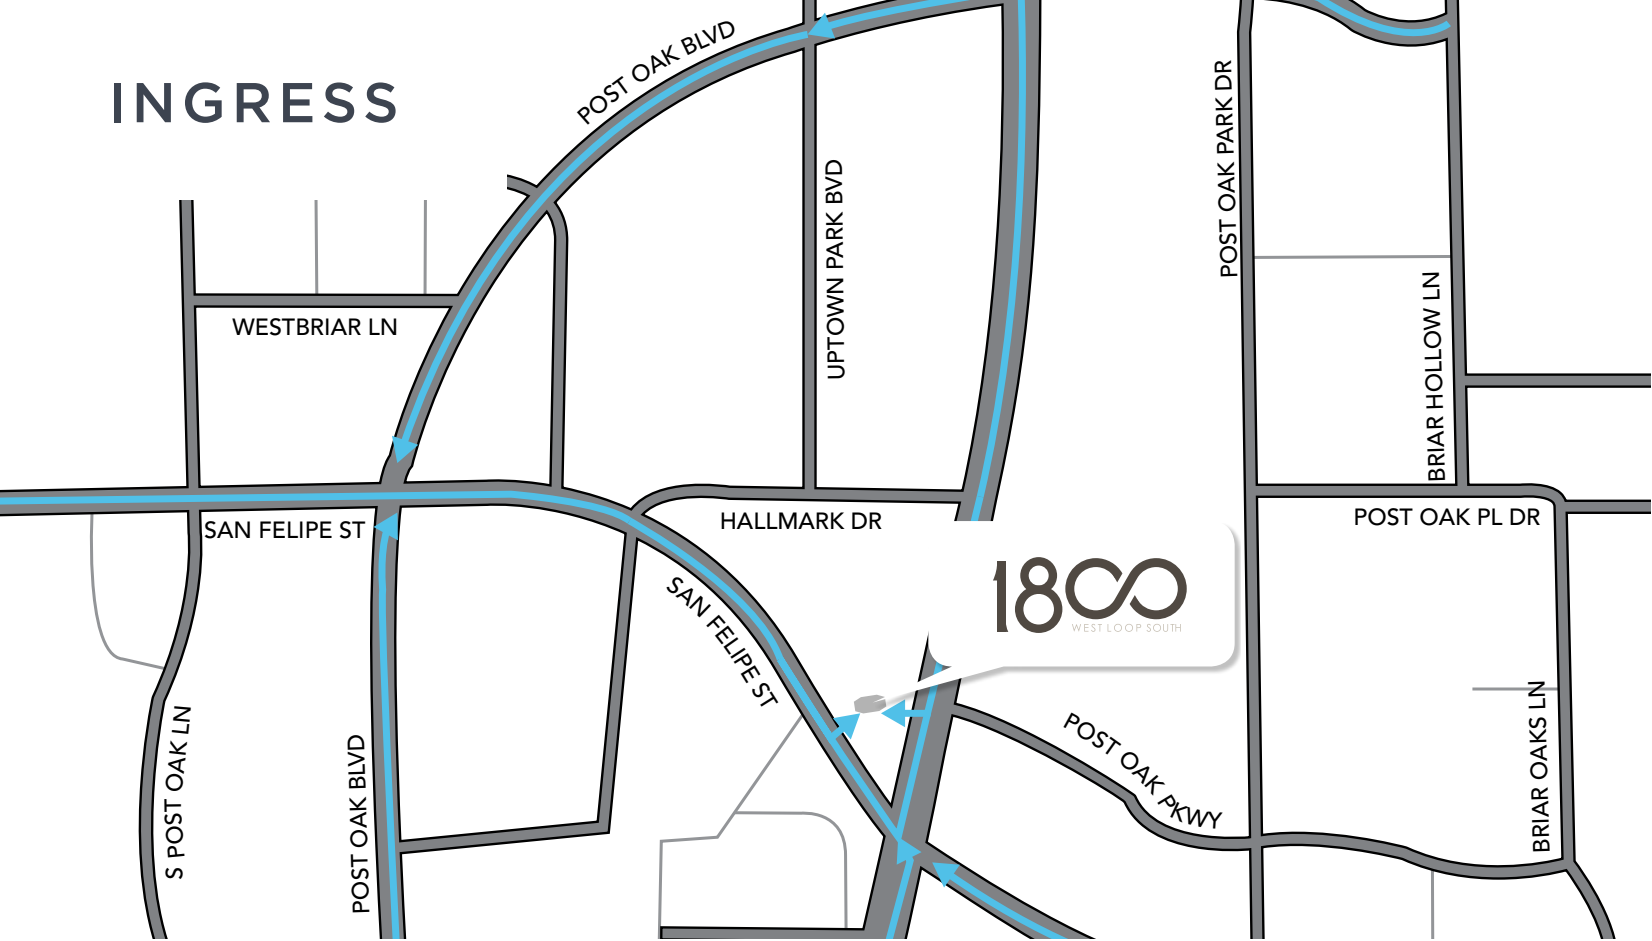 INGRESS
POST OAK BLVD
POST OAK PARK DR
UPTOWN PARK BVD
BRIAR HOLLOW LN
WESTBRIAR LN
SAN FELIPE ST
HALLMARK DR
POST OAK PL DR
1800
WEST LOOP SOUTH
SAN FELIPE ST
S POST OAK LN
POST OAK BLVD
POST OAK PKWY
BRIAR OAKS LN